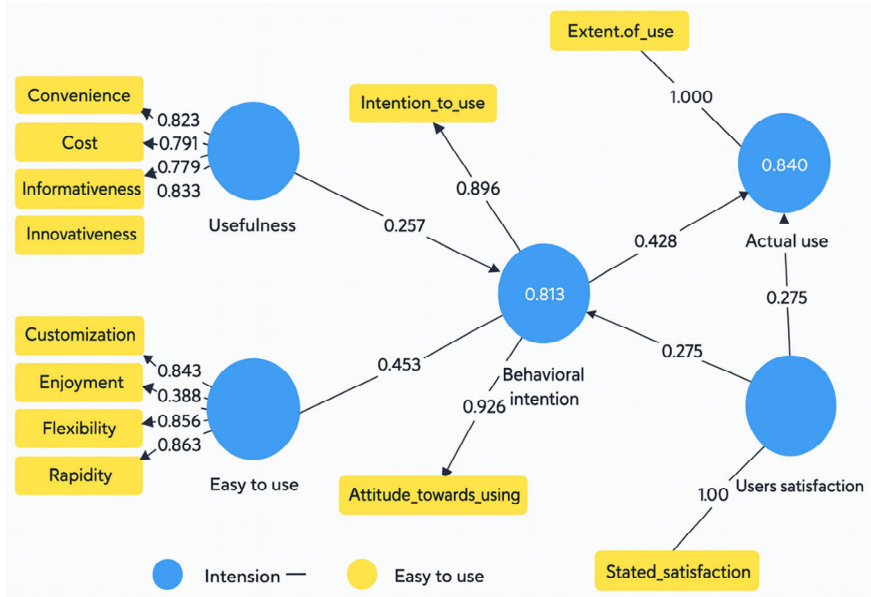 Extent.of_use
1.000
Convenience
0.823
Cost
0.791
0.779
Informativeness
0.833
Innovativeness
Usefulness
Intention_to_use
0.896
0.257
0.840
Actual use
0.428
0.813
Behavioral
intention
0.275
0.275
Customization
0.843
Enjoyment
0.388
Flexibility
0.856
0.863
Rapidity
Easy to use
0.453
0.926
Attitude_towards_using
Users satisfaction
1.00
Stated_satisfaction
Intension
Easy to use